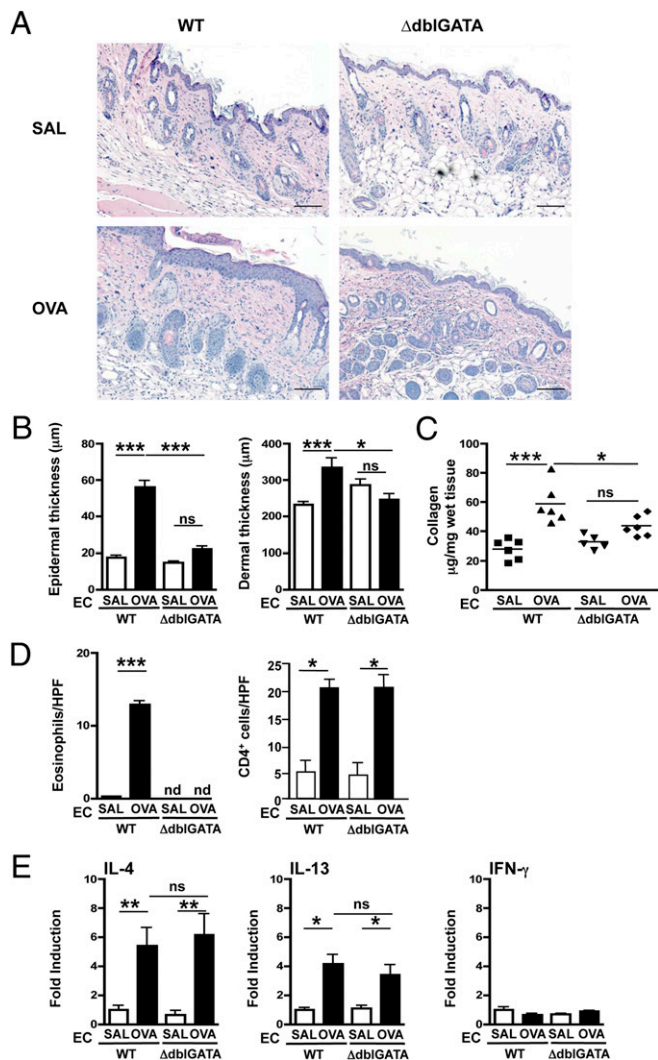 A
WT
ΔdblGATA
SAL
OVA
B
Epidermal thickness (μm)
80
60
40
20
0
***
***
ns
EC SAL OVA SAL OVA
WT ΔdblGATA
Dermal thickness (μm)
400
300
200
100
0
***
*
ns
SAL OVA SAL OVA
WT ΔdblGATA
C
Collagen
μg/mg wet tissue
100
80
60
40
20
0
***
*
ns
EC SAL OVA SAL OVA
WT ΔdblGATA
D
Eosinophils/HPF
20
10
0
***
nd nd
EC SAL OVA SAL OVA
WT ΔdblGATA
CD4⁺ cells/HPF
25
20
15
10
5
0
*
*
EC SAL OVA SAL OVA
WT ΔdblGATA
E
IL-4
Fold Induction
8
6
4
2
0
ns
**
**
EC SAL OVA SAL OVA
WT ΔdblGATA
IL-13
Fold Induction
8
6
4
2
0
ns
*
*
SAL OVA SAL OVA
WT ΔdblGATA
IFN-γ
Fold Induction
8
6
4
2
0
EC SAL OVA SAL OVA
WT ΔdblGATA